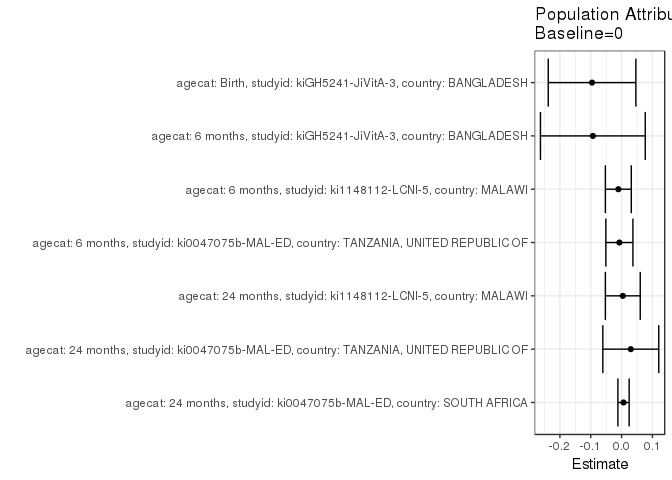 Population Attribu
Baseline=0
agecat: Birth, studyid: kiGH5241-JiVitA-3, country: BANGLADESH
agecat: 6 months, studyid: kiGH5241-JiVitA-3, country: BANGLADESH
agecat: 6 months, studyid: ki1148112-LCNI-5, country: MALAWI
agecat: 6 months, studyid: ki0047075b-MAL-ED, country: TANZANIA, UNITED REPUBLIC OF
agecat: 24 months, studyid: ki1148112-LCNI-5, country: MALAWI
agecat: 24 months, studyid: ki0047075b-MAL-ED, country: TANZANIA, UNITED REPUBLIC OF
agecat: 24 months, studyid: ki0047075b-MAL-ED, country: SOUTH AFRICA
-0.2 -0.1 0.0 0.1
Estimate